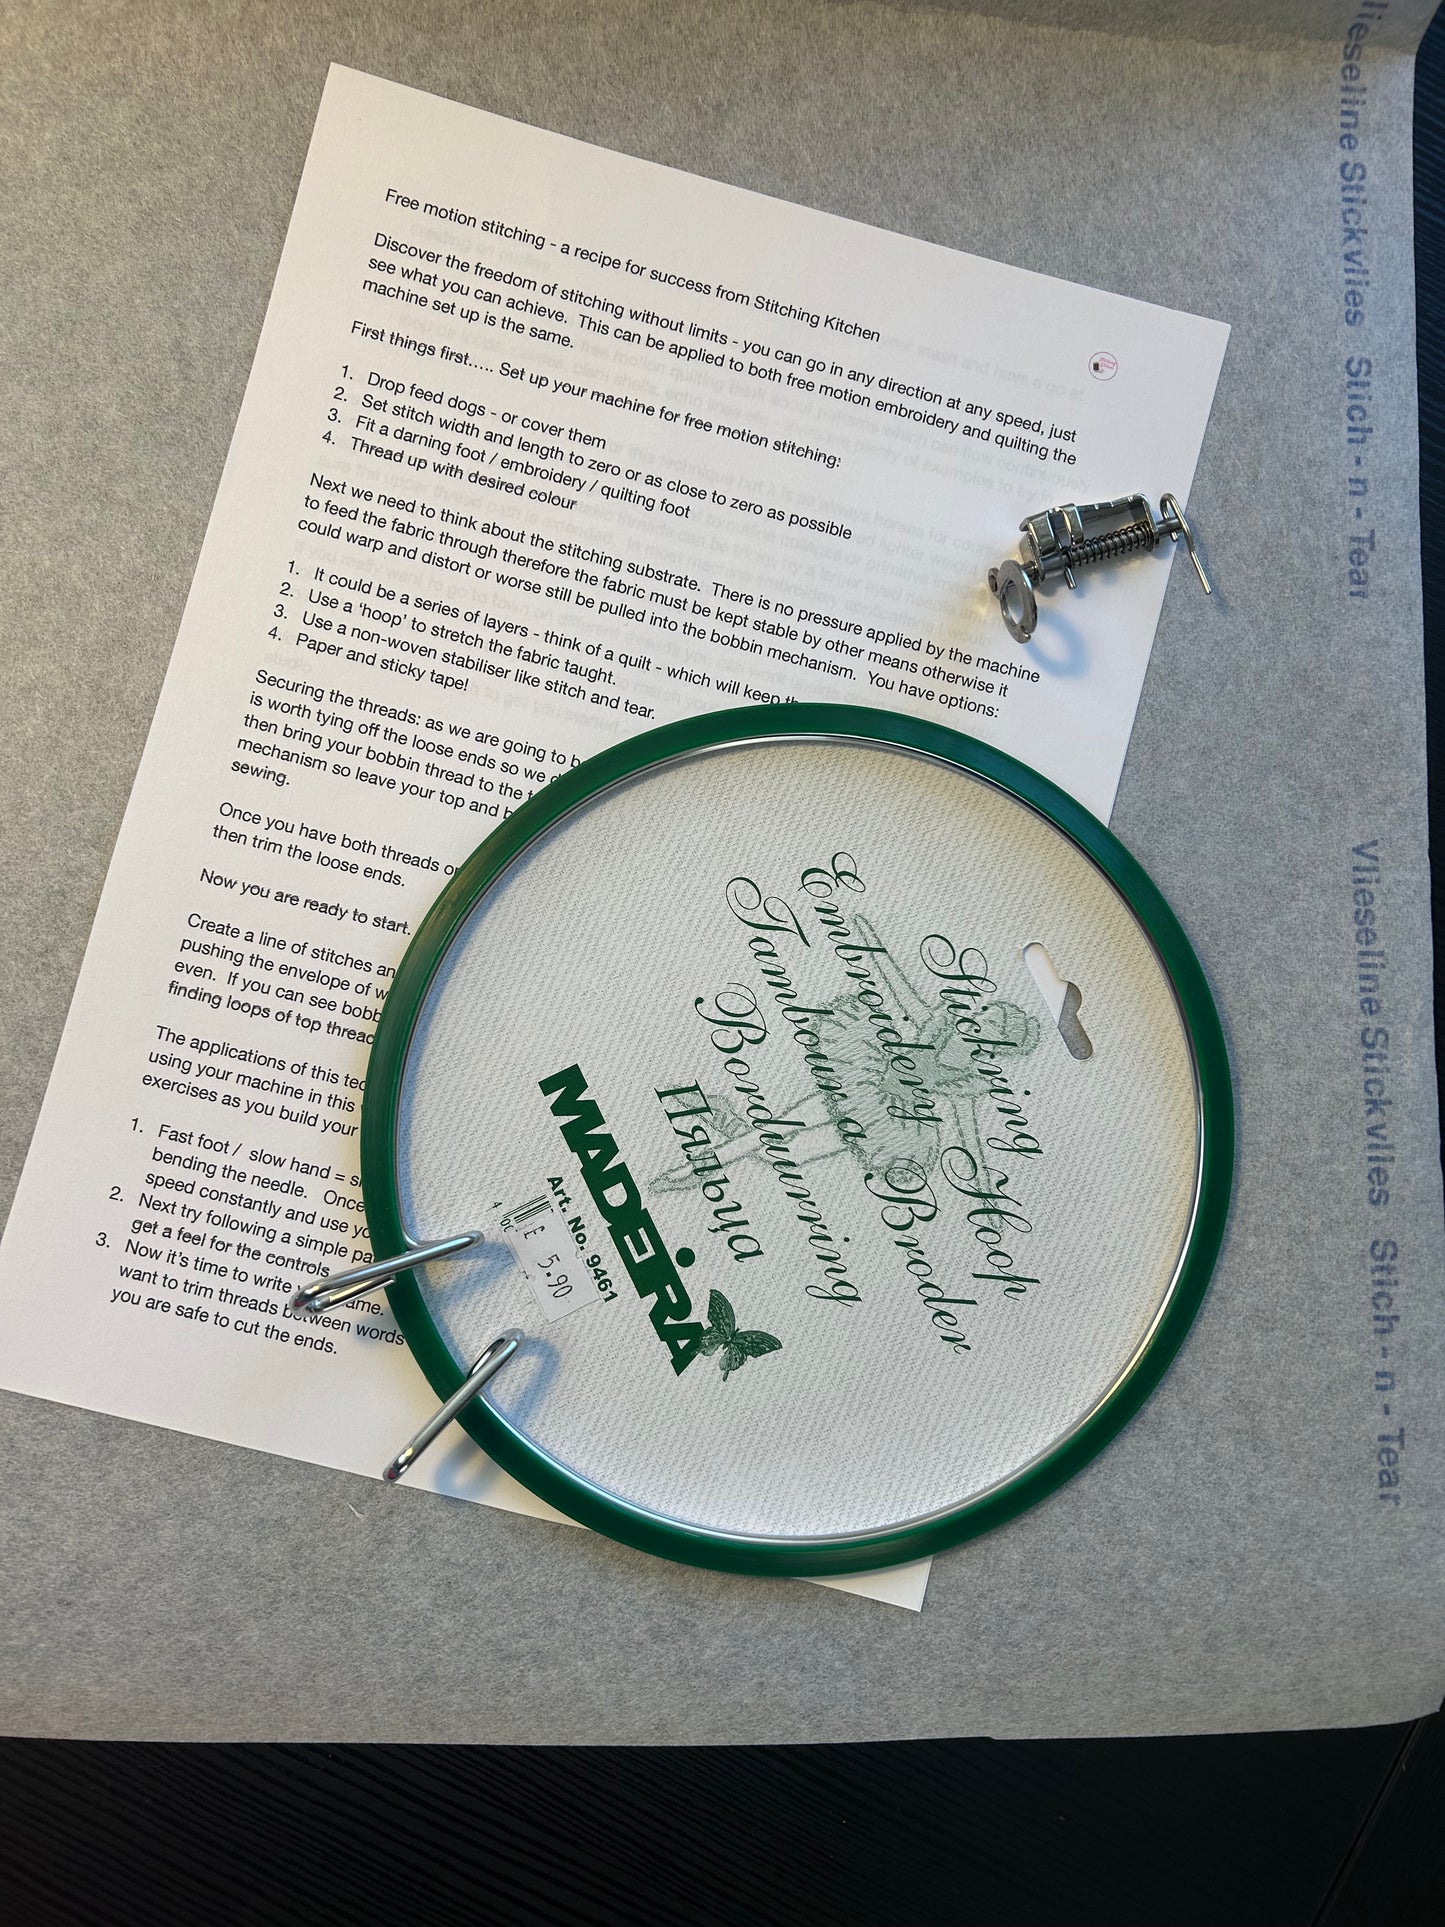 Free motion stitching - a recipe for success from Stitching Kitchen
Discover the freedom of stitching without limits - you can go in any direction at any speed, just
see what you can achieve. This can be applied to both free motion embroidery and quilting the
machine set up is the same.
First things first..... Set up your machine for free motion stitching:
1. Drop feed dogs - or cover them
2. Set stitch width and length to zero or as close to zero as possible
3. Fit a darning foot / embroidery / quilting foot
4. Thread up with desired colour
Next we need to think about the stitching substrate. There is no pressure applied by the machine
to feed the fabric through therefore the fabric must be kept stable by other means otherwise it
could warp and distort or worse still be pulled into the bobbin mechanism. You have options:
1. It could be a series of layers - think of a quilt - which will keep
2. Use a ‘hoop’ to stretch the fabric taught.
3. Use a non-woven stabiliser like stitch and tear.
4. Paper and sticky tape!
Securing the threads: as we are going to
is worth tying off the loose ends so we
then bring your bobbin thread to the
mechanism so leave your top and
sewing.
Once you have both threads
then trim the loose ends.
Now you are ready to start.
Create a line of stitches
pushing the envelope of
even. If you can see
finding loops of top
The applications of this
using your machine in this
exercises as you build your
1. Fast foot / slow hand =
bending the needle. Once
speed constantly and use
2. Next try following a simple
get a feel for the controls
3. Now it's time to write
want to trim threads between words
you are safe to cut the ends.
Stickring Hoop
Embroidery Broder
Tambour a
Bordurring
Пяльца
MADEIRA
Art. No. 9461
£ 5.90
Vlieseline Stickvlies Stich - n - Tear
Vlieseline Stickvlies Stich - n - Tear